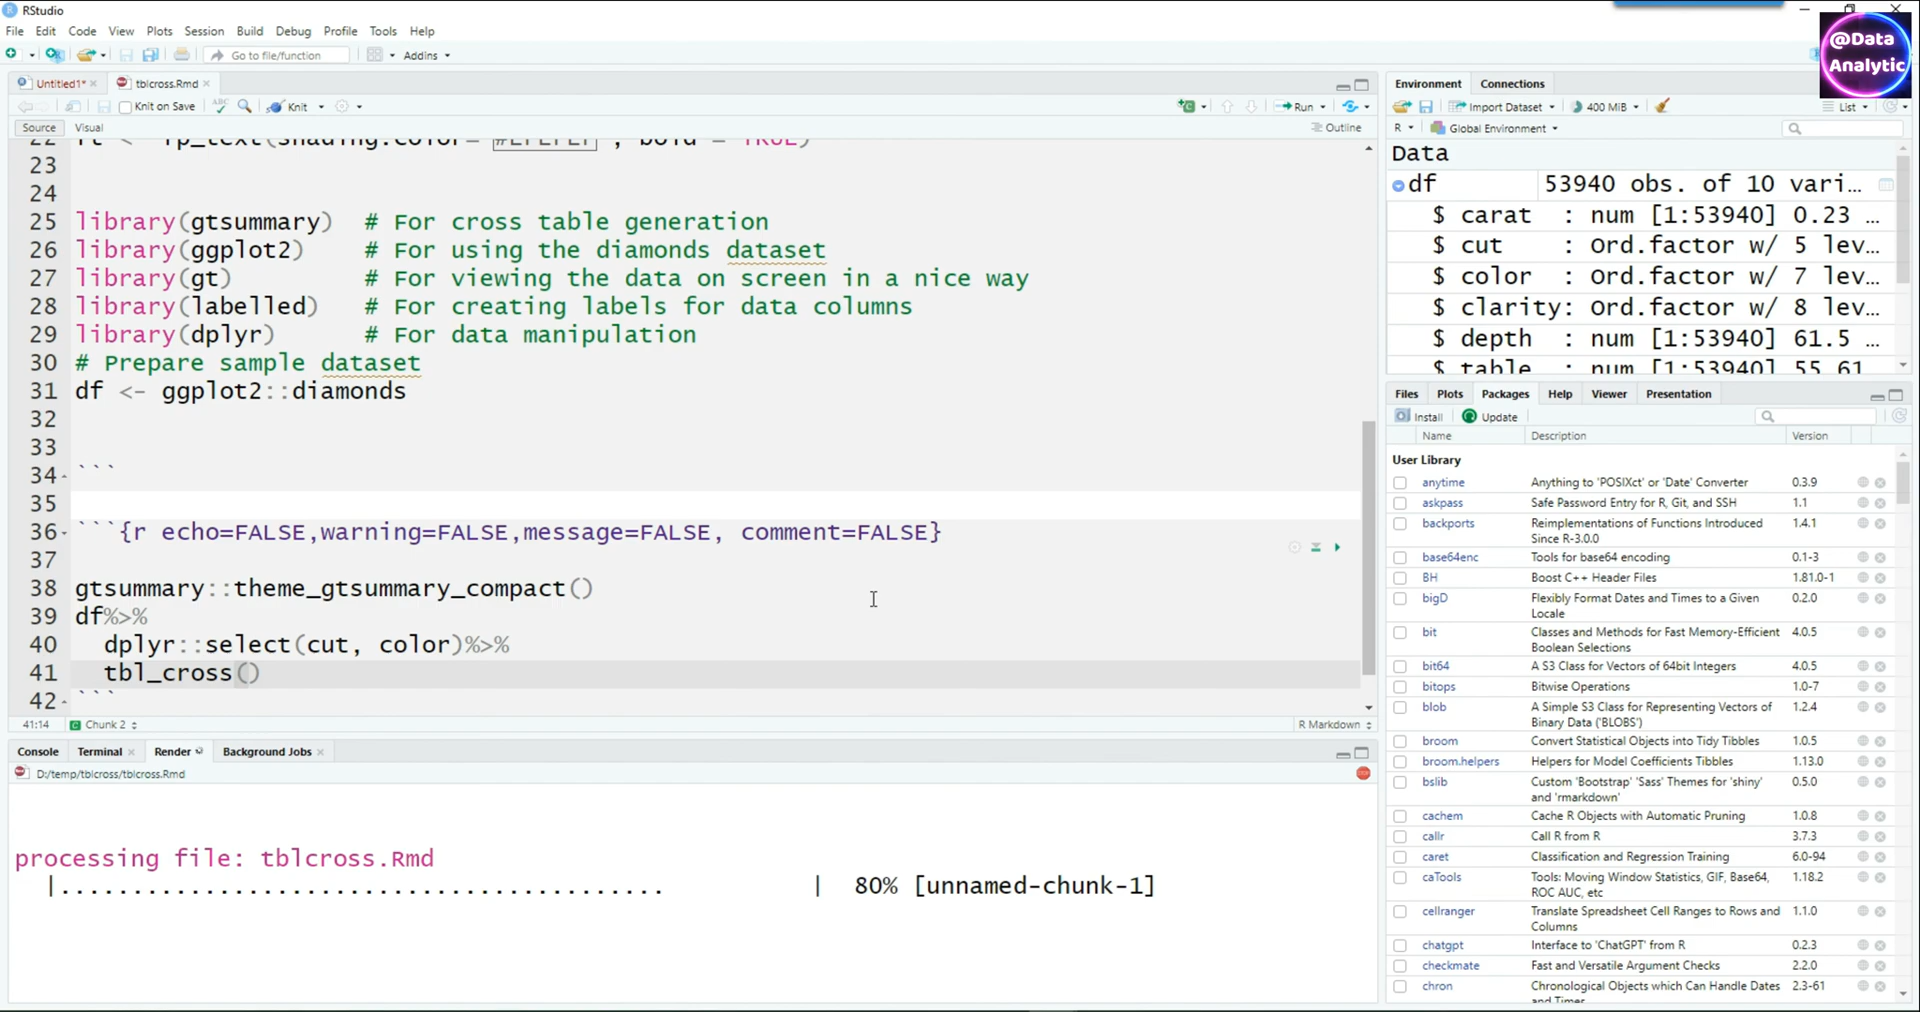 RStudio
File Edit Code View Plots Session Build Debug Profile Tools Help
Go to file/function Addins
@Data
Analytic
Untitled1* tblcross.Rmd
Knit on Save ABC Knit Run
Source Visual Outline
23
24
25 library(gtsummary) # For cross table generation
26 library(ggplot2) # For using the diamonds dataset
27 library(gt) # For viewing the data on screen in a nice way
28 library(labelled) # For creating labels for data columns
29 library(dplyr) # For data manipulation
30 # Prepare sample dataset
31 df <- ggplot2::diamonds
32
33
34 ```
35
36 ```{r echo=FALSE,warning=FALSE,message=FALSE, comment=FALSE}
37
38 gtsummary::theme_gtsummary_compact()
39 df%>%
40 dplyr::select(cut, color)%>%
41 tbl_cross()
42 ```
41:14 Chunk 2 R Markdown
Console Terminal Render Background Jobs
D:/temp/tblcross/tblcross.Rmd
processing file: tblcross.Rmd
|.......................................... | 80% [unnamed-chunk-1]
Environment Connections
Import Dataset 400 MiB List
R Global Environment
Data
df 53940 obs. of 10 vari…
$ carat : num [1:53940] 0.23 …
$ cut : Ord.factor w/ 5 lev…
$ color : Ord.factor w/ 7 lev…
$ clarity: Ord.factor w/ 8 lev…
$ depth : num [1:53940] 61.5 …
$ table : num [1:53940] 55 61
Files Plots Packages Help Viewer Presentation
Install Update
Name Description Version
User Library
anytime Anything to 'POSIXct' or 'Date' Converter 0.3.9
askpass Safe Password Entry for R, Git, and SSH 1.1
backports Reimplementations of Functions Introduced 1.4.1
Since R-3.0.0
base64enc Tools for base64 encoding 0.1-3
BH Boost C++ Header Files 1.81.0-1
bigD Flexibly Format Dates and Times to a Given 0.2.0
Locale
bit Classes and Methods for Fast Memory-Efficient 4.0.5
Boolean Selections
bit64 A S3 Class for Vectors of 64bit Integers 4.0.5
bitops Bitwise Operations 1.0-7
blob A Simple S3 Class for Representing Vectors of 1.2.4
Binary Data ('BLOBS')
broom Convert Statistical Objects into Tidy Tibbles 1.0.5
broom.helpers Helpers for Model Coefficients Tibbles 1.13.0
bslib Custom 'Bootstrap' 'Sass' Themes for 'shiny' 0.5.0
and 'rmarkdown'
cachem Cache R Objects with Automatic Pruning 1.0.8
callr Call R from R 3.7.3
caret Classification and Regression Training 6.0-94
caTools Tools: Moving Window Statistics, GIF, Base64, 1.18.2
ROC AUC, etc
cellranger Translate Spreadsheet Cell Ranges to Rows and 1.1.0
Columns
chatgpt Interface to 'ChatGPT' from R 0.2.3
checkmate Fast and Versatile Argument Checks 2.2.0
chron Chronological Objects which Can Handle Dates 2.3-61
and Times